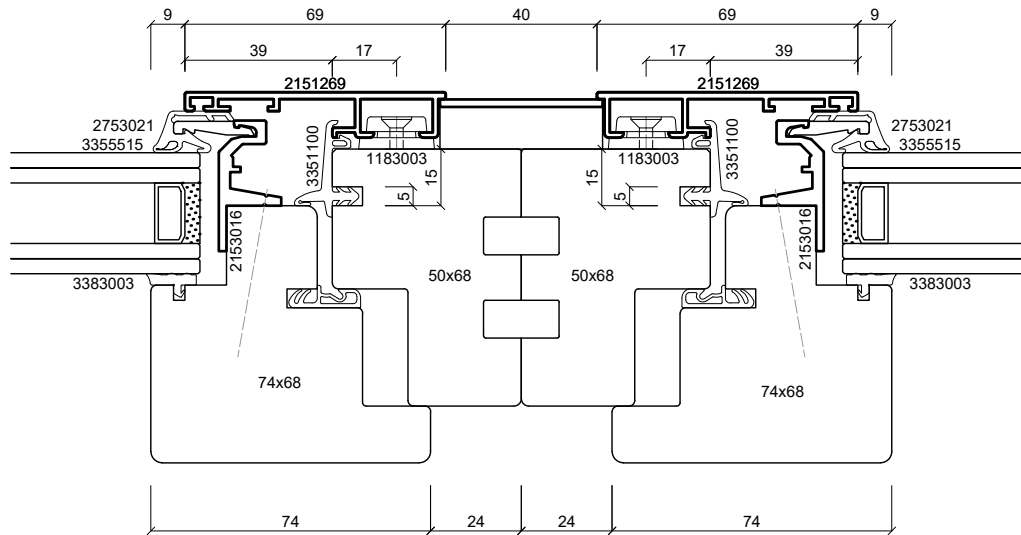 9 69 40 69 9
39 17 17 39
2151269 2151269
2753021 2753021
3355515 3355515
3351100 3351100
1183003 1183003
15 15
5 5
2153016 2153016
3383003 3383003
50x68 50x68
74x68 74x68
74 24 24 74